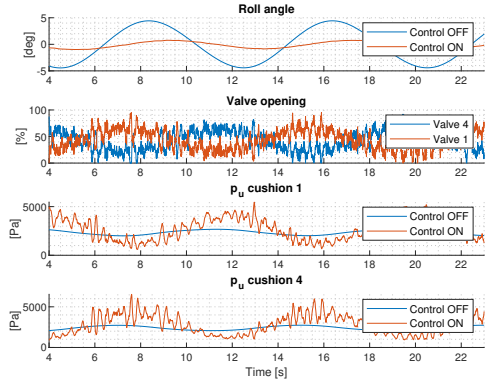 Roll angle
5
0
-5
[deg]
Control OFF
Control ON
4 6 8 10 12 14 16 18 20 22
Valve opening
100
50
0
[%]
Valve 4
Valve 1
4 6 8 10 12 14 16 18 20 22
p_u cushion 1
5000
0
[Pa]
Control OFF
Control ON
4 6 8 10 12 14 16 18 20 22
p_u cushion 4
5000
0
[Pa]
Control OFF
Control ON
4 6 8 10 12 14 16 18 20 22
Time [s]